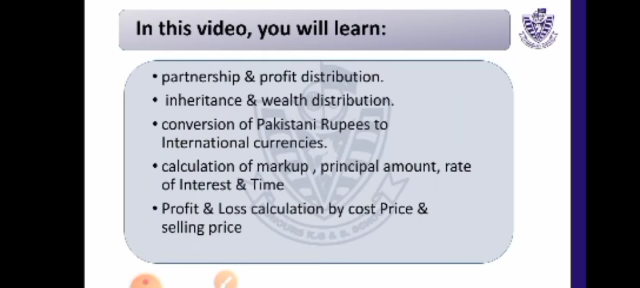 In this video, you will learn:
• partnership & profit distribution.
• inheritance & wealth distribution.
• conversion of Pakistani Rupees to
International currencies.
• calculation of markup , principal amount, rate
of Interest & Time
• Profit & Loss calculation by cost Price &
selling price